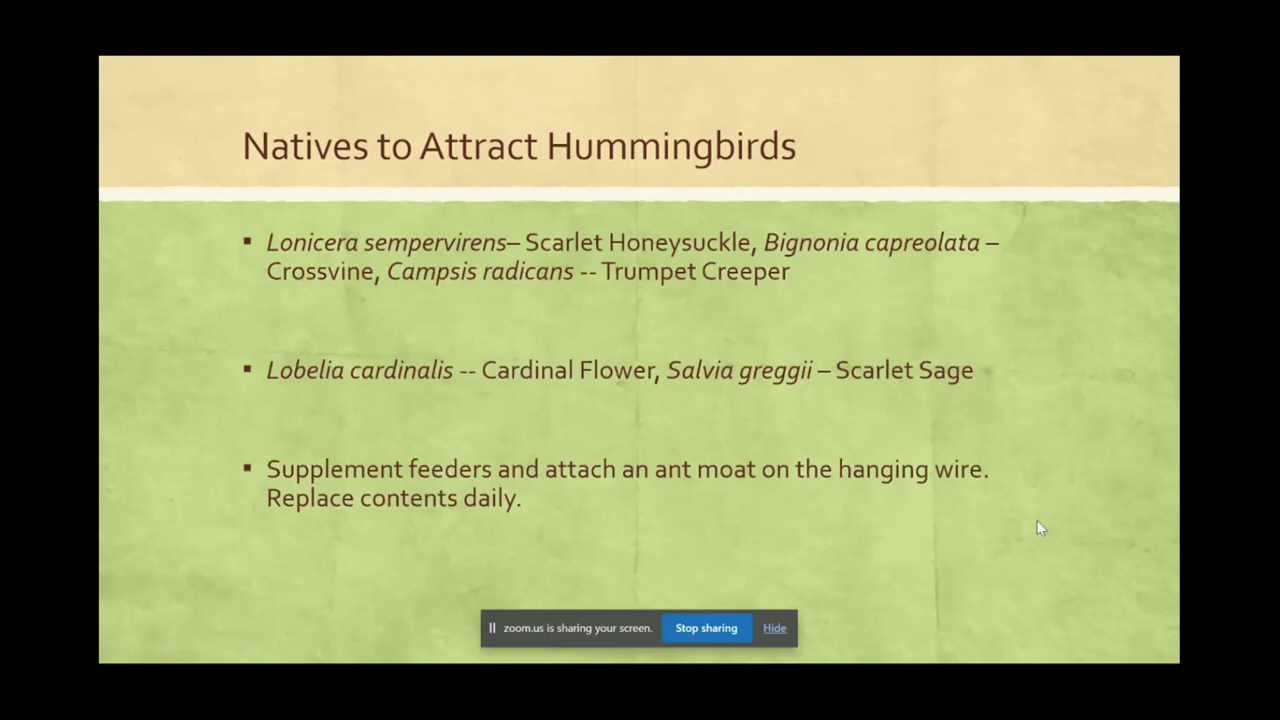 Natives to Attract Hummingbirds
▪ Lonicera sempervirens– Scarlet Honeysuckle, Bignonia capreolata –
Crossvine, Campsis radicans -- Trumpet Creeper
▪ Lobelia cardinalis -- Cardinal Flower, Salvia greggii – Scarlet Sage
▪ Supplement feeders and attach an ant moat on the hanging wire.
Replace contents daily.
zoom.us is sharing your screen. Stop sharing Hide